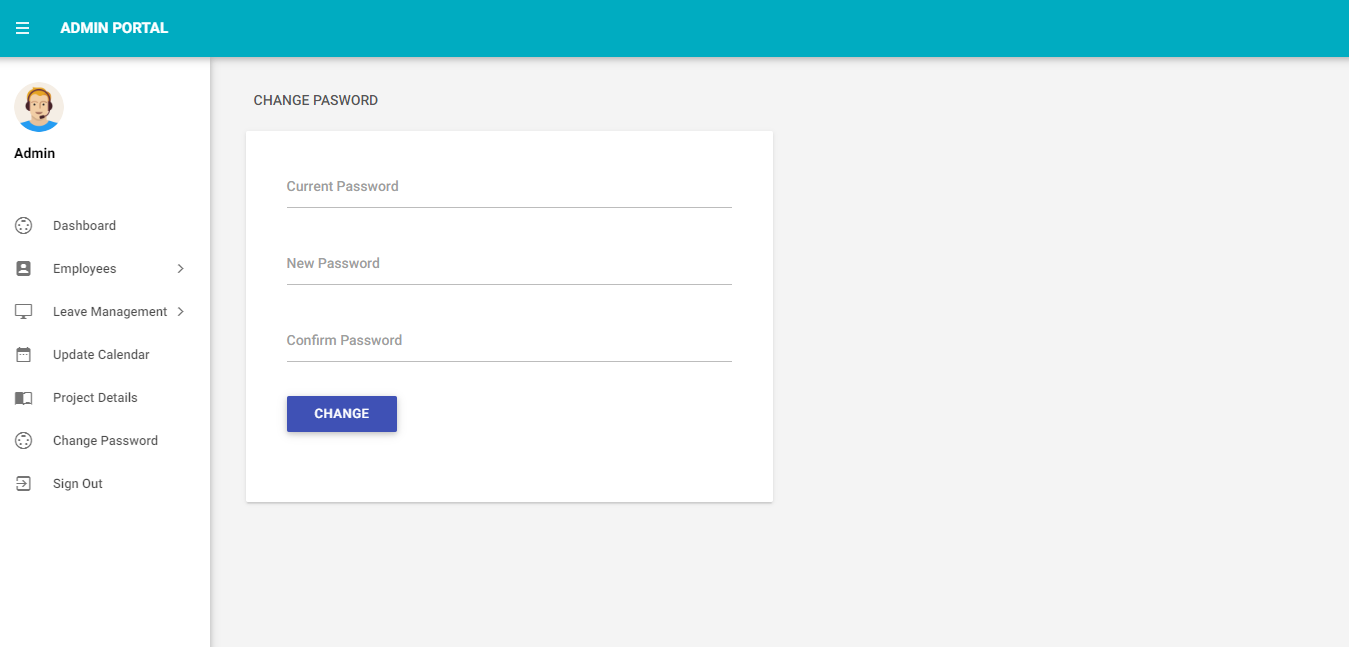 ADMIN PORTAL
Admin
Dashboard
Employees
Leave Management
Update Calendar
Project Details
Change Password
Sign Out
CHANGE PASWORD
Current Password
New Password
Confirm Password
CHANGE